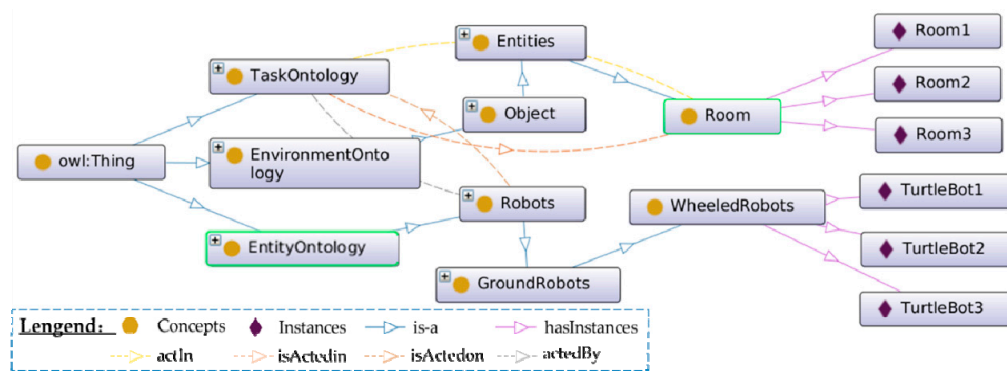 Entities
Room1
TaskOntology
Room2
Object
Room
Room3
owl:Thing
EnvironmentOnto
logy
TurtleBot1
Robots
WheeledRobots
EntityOntology
TurtleBot2
GroundRobots
TurtleBot3
Lengend: Concepts Instances is-a hasInstances
actIn isActedin isActedon actedBy